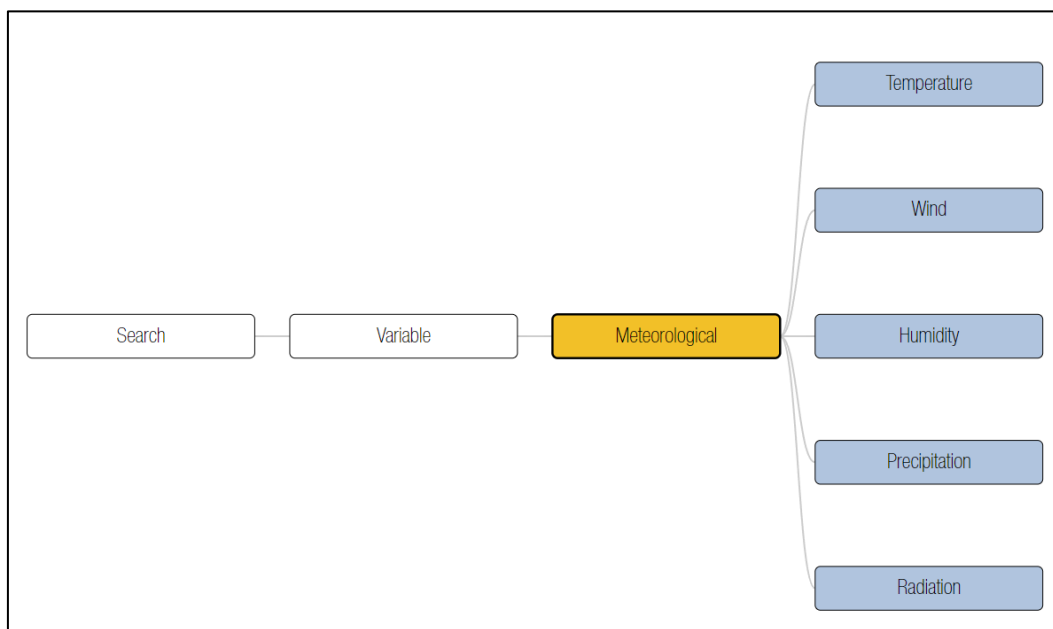 Search
Variable
Meteorological
Temperature
Wind
Humidity
Precipitation
Radiation